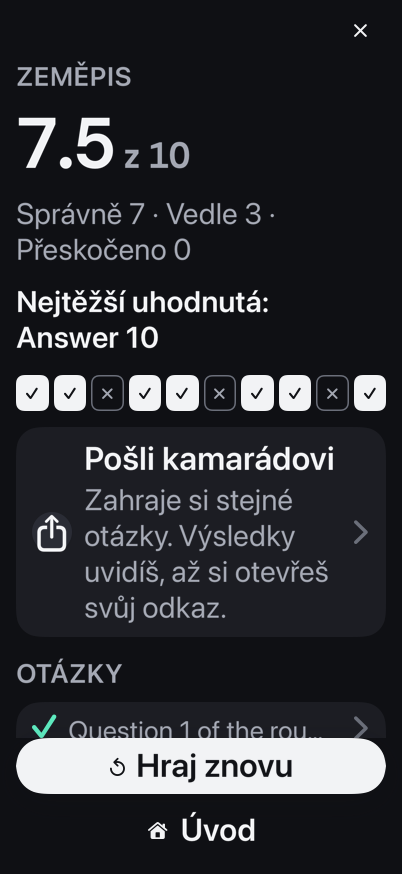 ZEMĚPIS
7.5 z 10
Správně 7 · Vedle 3 ·
Přeskočeno 0
Nejtěžší uhodnutá:
Answer 10
Pošli kamarádovi
Zahraje si stejné
otázky. Výsledky
uvidíš, až si otevřeš
svůj odkaz.
OTÁZKY
Question 1 of the rou…
Hraj znovu
Úvod